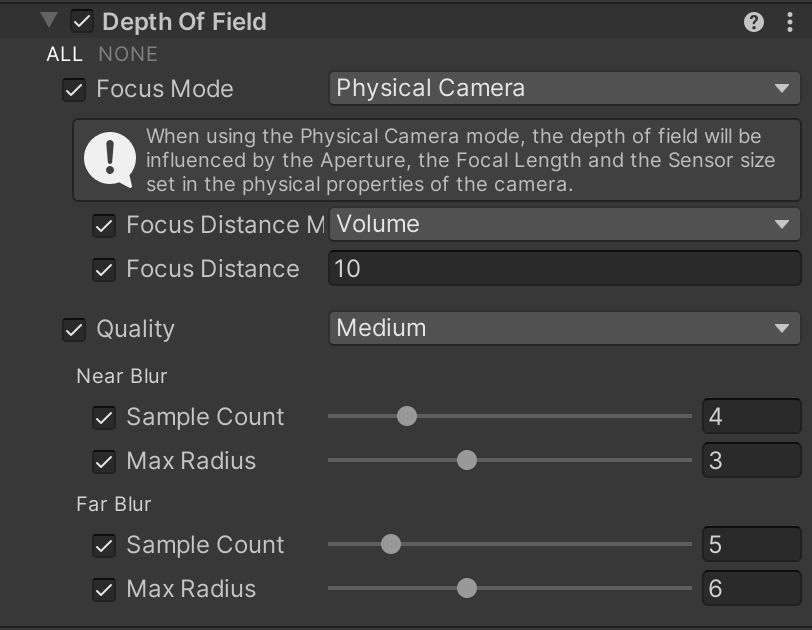 Depth Of Field
ALL NONE
Focus Mode Physical Camera
When using the Physical Camera mode, the depth of field will be
influenced by the Aperture, the Focal Length and the Sensor size
set in the physical properties of the camera.
Focus Distance M Volume
Focus Distance 10
Quality Medium
Near Blur
Sample Count 4
Max Radius 3
Far Blur
Sample Count 5
Max Radius 6